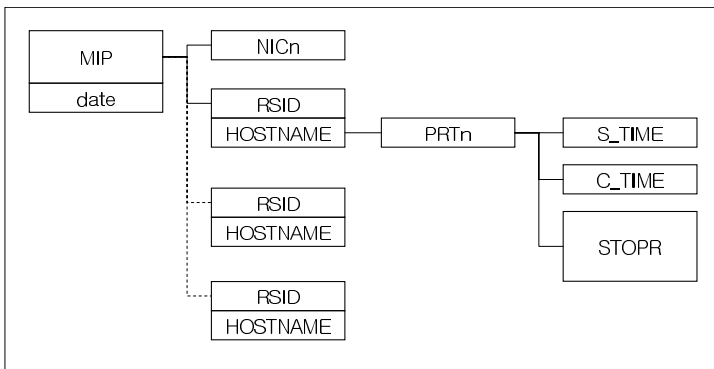 MIP
date
NICn
RSID
HOSTNAME
PRTn
S_TIME
C_TIME
STOPR
RSID
HOSTNAME
RSID
HOSTNAME